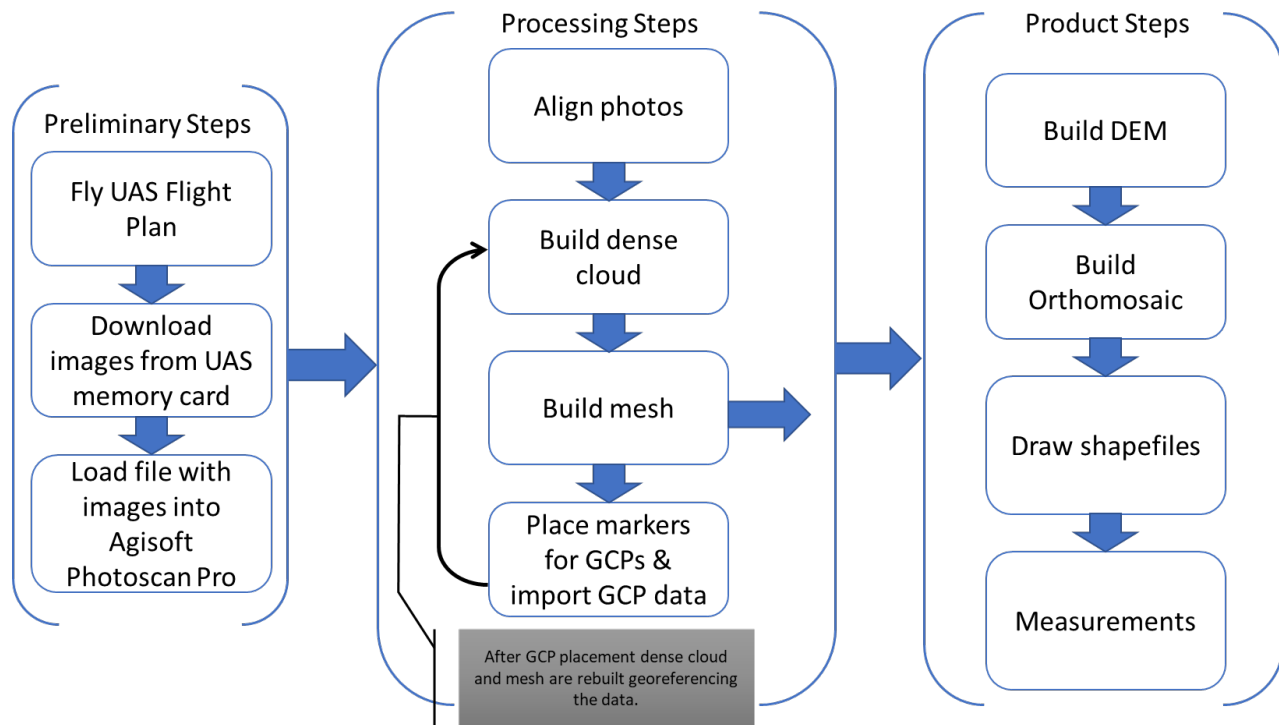 Preliminary Steps
Fly UAS Flight
Plan
Download
images from UAS
memory card
Load file with
images into
Agisoft
Photoscan Pro
Processing Steps
Align photos
Build dense
cloud
Build mesh
Place markers
for GCPs &
import GCP data
After GCP placement dense cloud
and mesh are rebuilt georeferencing
the data.
Product Steps
Build DEM
Build
Orthomosaic
Draw shapefiles
Measurements